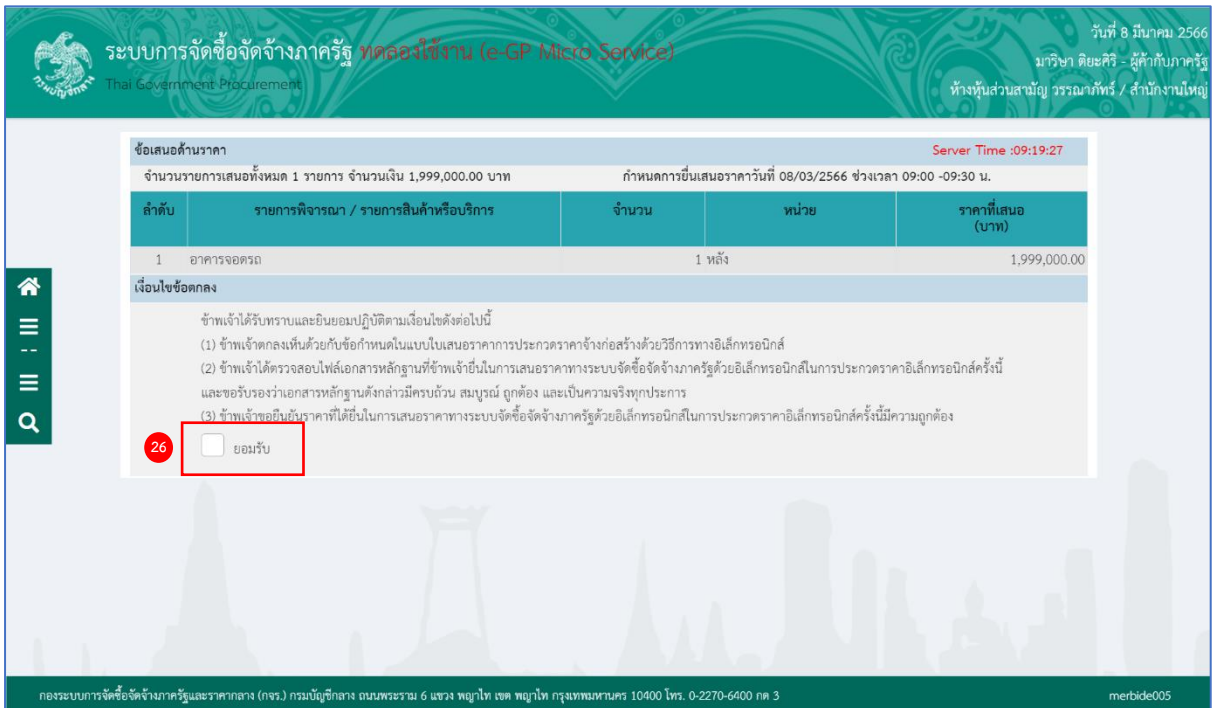 วันที่ 8 มีนาคม 2566
ระบบการจัดซื้อจัดจ้างภาครัฐ ทดลองใช้งาน (e-GP Micro Service)
มาริษา ดิยะศิริ - ผู้ค้ากับภาครัฐ
Thai Government Procurement
ห้างหุ้นส่วนสามัญ วรรณาภัทร์ / สำนักงานใหญ่
กรมบัญชีกลาง
ข้อเสนอด้านราคา Server Time :09:19:27
จำนวนรายการเสนอทั้งหมด 1 รายการ จำนวนเงิน 1,999,000.00 บาท กำหนดการยื่นเสนอราคาวันที่ 08/03/2566 ช่วงเวลา 09:00 -09:30 น.
ลำดับ รายการพิจารณา / รายการสินค้าหรือบริการ จำนวน หน่วย ราคาที่เสนอ
(บาท)
1 อาคารจอดรถ 1 หลัง 1,999,000.00
เงื่อนไขข้อตกลง
ข้าพเจ้าได้รับทราบและยินยอมปฏิบัติตามเงื่อนไขดังต่อไปนี้
(1) ข้าพเจ้าตกลงเห็นด้วยกับข้อกำหนดในแบบใบเสนอราคาการประกวดราคาจ้างก่อสร้างด้วยวิธีการทางอิเล็กทรอนิกส์
(2) ข้าพเจ้าได้ตรวจสอบไฟล์เอกสารหลักฐานที่ข้าพเจ้ายื่นในการเสนอราคาทางระบบจัดซื้อจัดจ้างภาครัฐด้วยอิเล็กทรอนิกส์ในการประกวดราคาอิเล็กทรอนิกส์ครั้งนี้
และขอรับรองว่าเอกสารหลักฐานดังกล่าวมีครบถ้วน สมบูรณ์ ถูกต้อง และเป็นความจริงทุกประการ
(3) ข้าพเจ้าขอยืนยันราคาที่ได้ยื่นในการเสนอราคาทางระบบจัดซื้อจัดจ้างภาครัฐด้วยอิเล็กทรอนิกส์ในการประกวดราคาอิเล็กทรอนิกส์ครั้งนี้มีความถูกต้อง
26 ยอมรับ
กองระบบการจัดซื้อจัดจ้างภาครัฐและราคากลาง (กจร.) กรมบัญชีกลาง ถนนพระราม 6 แขวง พญาไท เขต พญาไท กรุงเทพมหานคร 10400 โทร. 0-2270-6400 กด 3 merbide005